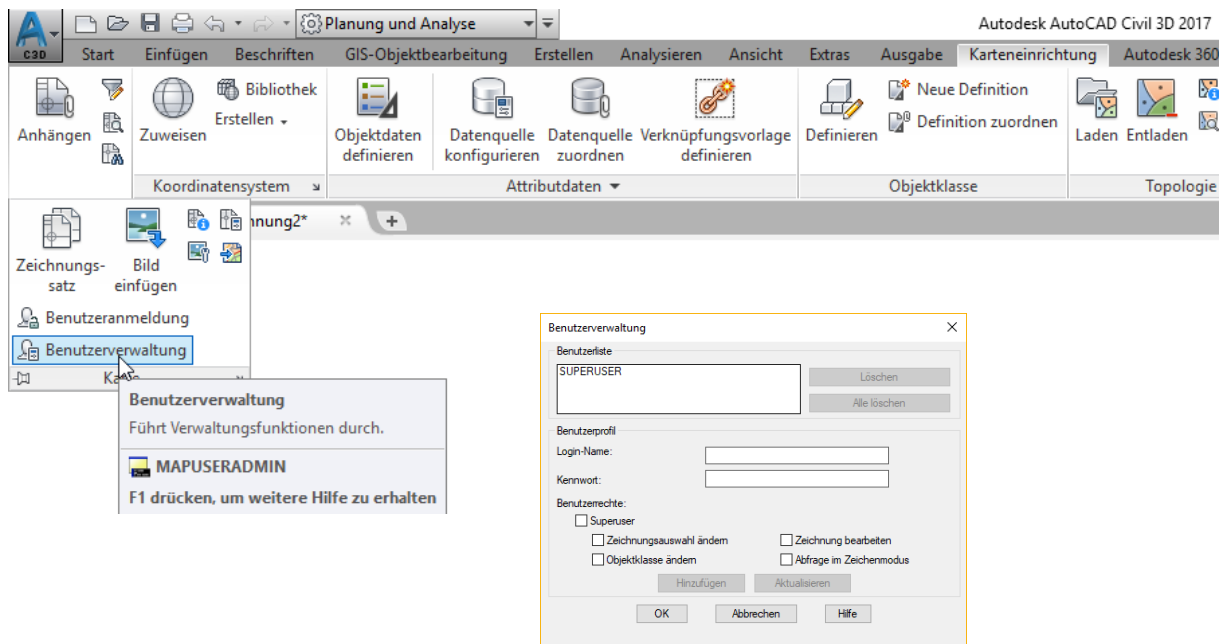 Planung und Analyse
Autodesk AutoCAD Civil 3D 2017
C3D
Start Einfügen Beschriften GIS-Objektbearbeitung Erstellen Analysieren Ansicht Extras Ausgabe Karteneinrichtung Autodesk 360
Anhängen
Zuweisen
Bibliothek
Erstellen
Objektdaten definieren
Datenquelle konfigurieren
Datenquelle zuordnen
Verknüpfungsvorlage definieren
Definieren
Neue Definition
Definition zuordnen
Laden Entladen
Koordinatensystem Attributdaten Objektklasse Topologie
hnung2*
Zeichnungs-
satz
Bild
einfügen
Benutzeranmeldung
Benutzerverwaltung
Benutzerverwaltung
Führt Verwaltungsfunktionen durch.
MAPUSERADMIN
F1 drücken, um weitere Hilfe zu erhalten
Benutzerverwaltung
Benutzerliste
SUPERUSER
Löschen
Alle löschen
Benutzerprofil
Login-Name:
Kennwort:
Benutzerrechte:
Superuser
Zeichnungsauswahl ändern Zeichnung bearbeiten
Objektklasse ändern Abfrage im Zeichenmodus
Hinzufügen Aktualisieren
OK Abbrechen Hilfe